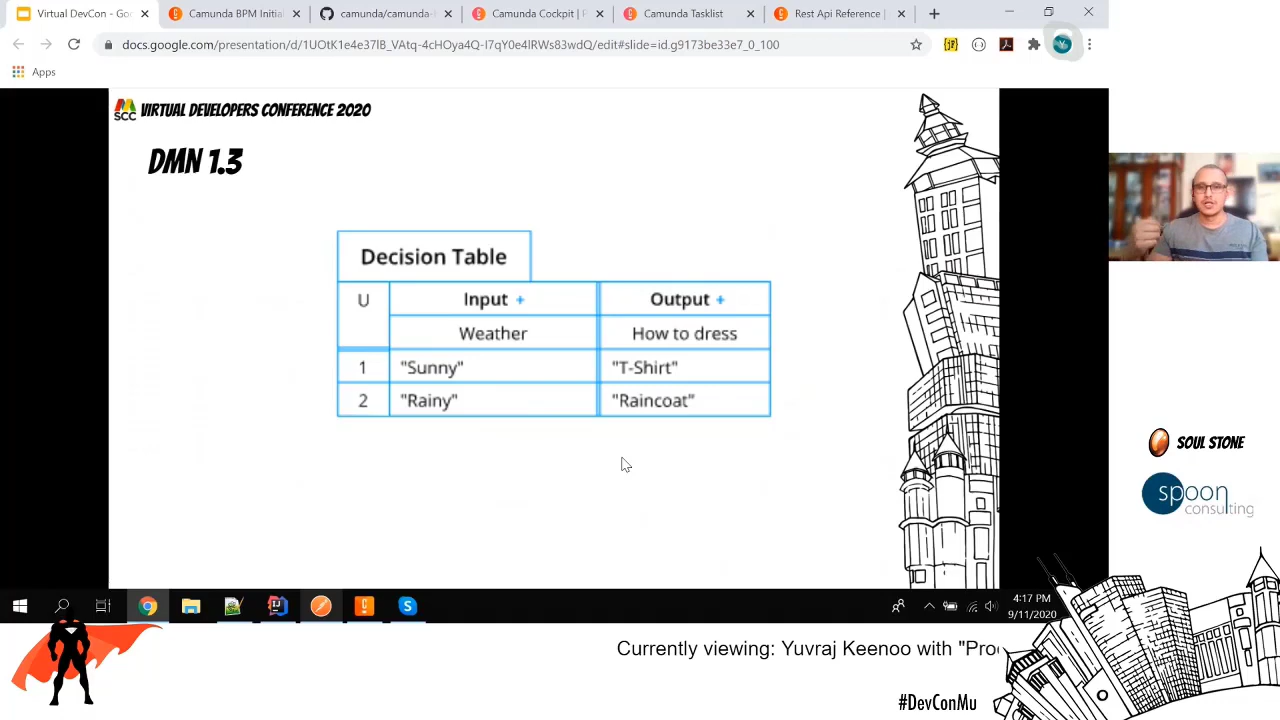 Virtual DevCon - Goo
Camunda BPM Initial
camunda/camunda-
Camunda Cockpit | P
Camunda Tasklist
Rest Api Reference |
docs.google.com/presentation/d/1UOtK1e4e37lB_VAtq-4cHOya4Q-I7qY0e4lRWs83wdQ/edit#slide=id.g9173be33e7_0_100
Apps
SCC VIRTUAL DEVELOPERS CONFERENCE 2020
DMN 1.3
Decision Table
U Input + Output +
Weather How to dress
1 "Sunny" "T-Shirt"
2 "Rainy" "Raincoat"
SOUL STONE
spoon
consulting
4:17 PM
9/11/2020
Currently viewing: Yuvraj Keenoo with "Pro
#DevConMu